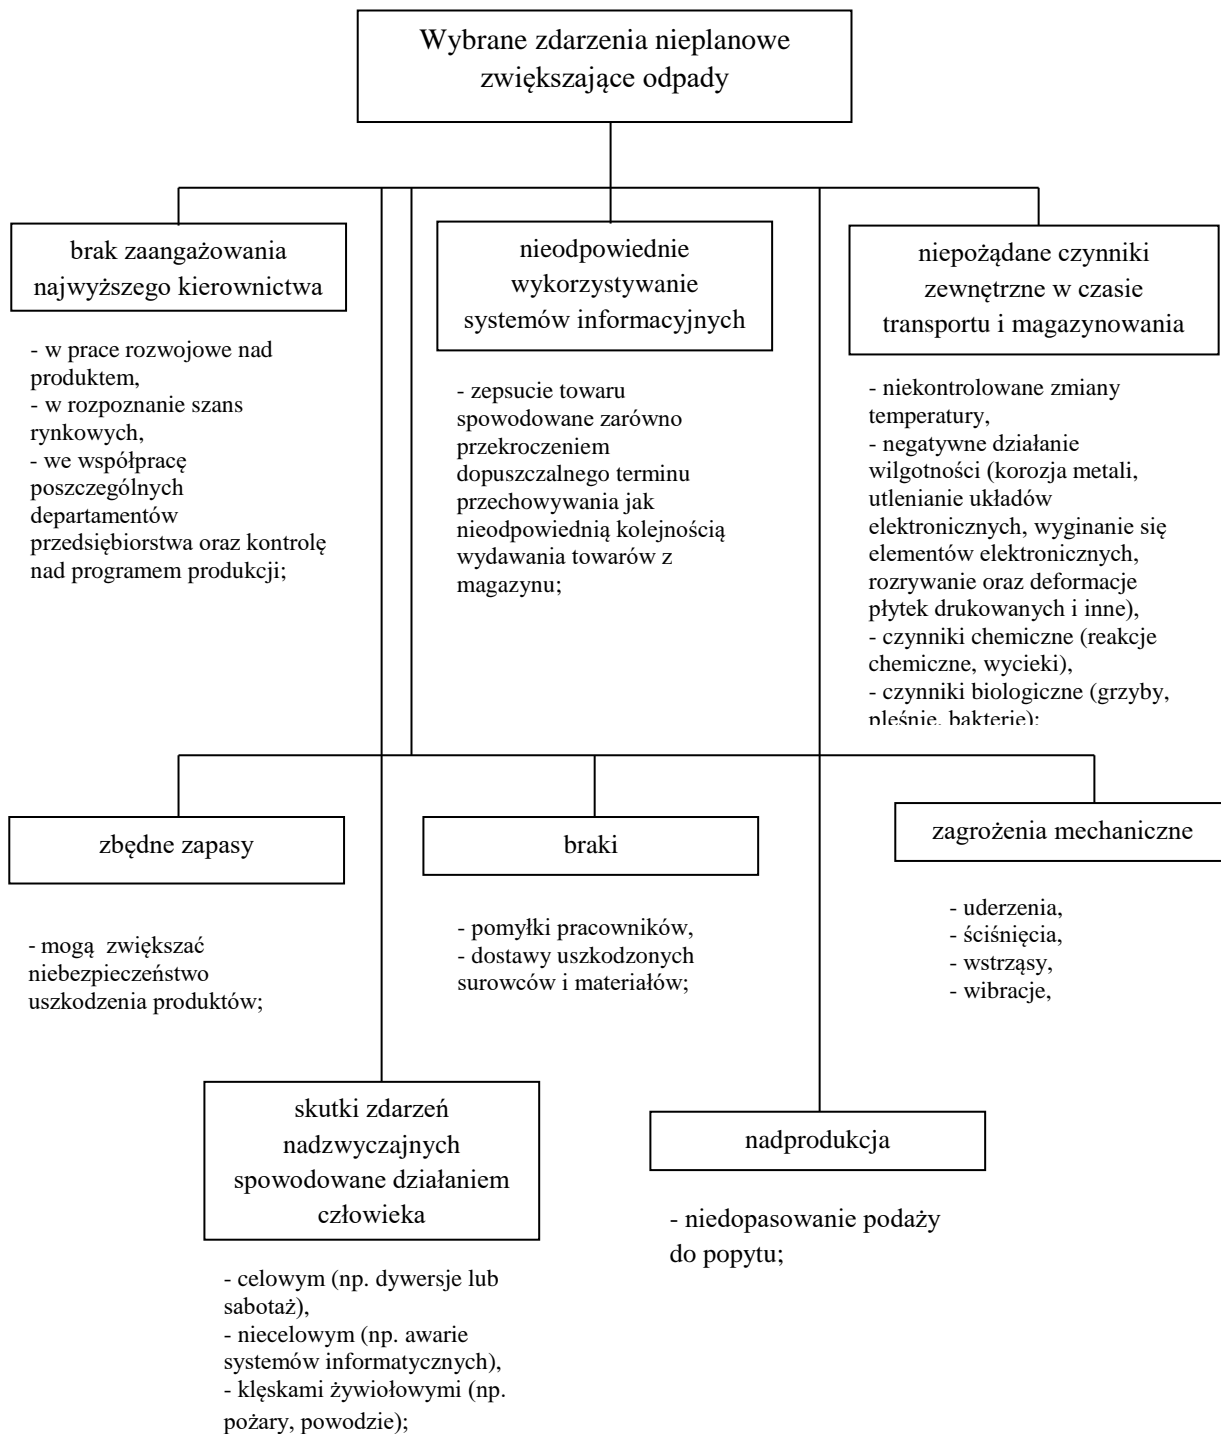 Wybrane zdarzenia nieplanowe
zwiększające odpady
brak zaangażowania
najwyższego kierownictwa
- w prace rozwojowe nad
produktem,
- w rozpoznanie szans
rynkowych,
- we współpracę
poszczególnych
departamentów
przedsiębiorstwa oraz kontrolę
nad programem produkcji;
nieodpowiednie
wykorzystywanie
systemów informacyjnych
- zepsucie towaru
spowodowane zarówno
przekroczeniem
dopuszczalnego terminu
przechowywania jak
nieodpowiednią kolejnością
wydawania towarów z
magazynu;
niepożądane czynniki
zewnętrzne w czasie
transportu i magazynowania
- niekontrolowane zmiany
temperatury,
- negatywne działanie
wilgotności (korozja metali,
utlenianie układów
elektronicznych, wyginanie się
elementów elektronicznych,
rozrywanie oraz deformacje
płytek drukowanych i inne),
- czynniki chemiczne (reakcje
chemiczne, wycieki),
- czynniki biologiczne (grzyby,
pleśnie, bakterie);
zbędne zapasy
- mogą  zwiększać
niebezpieczeństwo
uszkodzenia produktów;
braki
- pomyłki pracowników,
- dostawy uszkodzonych
surowców i materiałów;
zagrożenia mechaniczne
- uderzenia,
- ściśnięcia,
- wstrząsy,
- wibracje,
skutki zdarzeń
nadzwyczajnych
spowodowane działaniem
człowieka
- celowym (np. dywersje lub
sabotaż),
- niecelowym (np. awarie
systemów informatycznych),
- klęskami żywiołowymi (np.
pożary, powodzie);
nadprodukcja
- niedopasowanie podaży
do popytu;